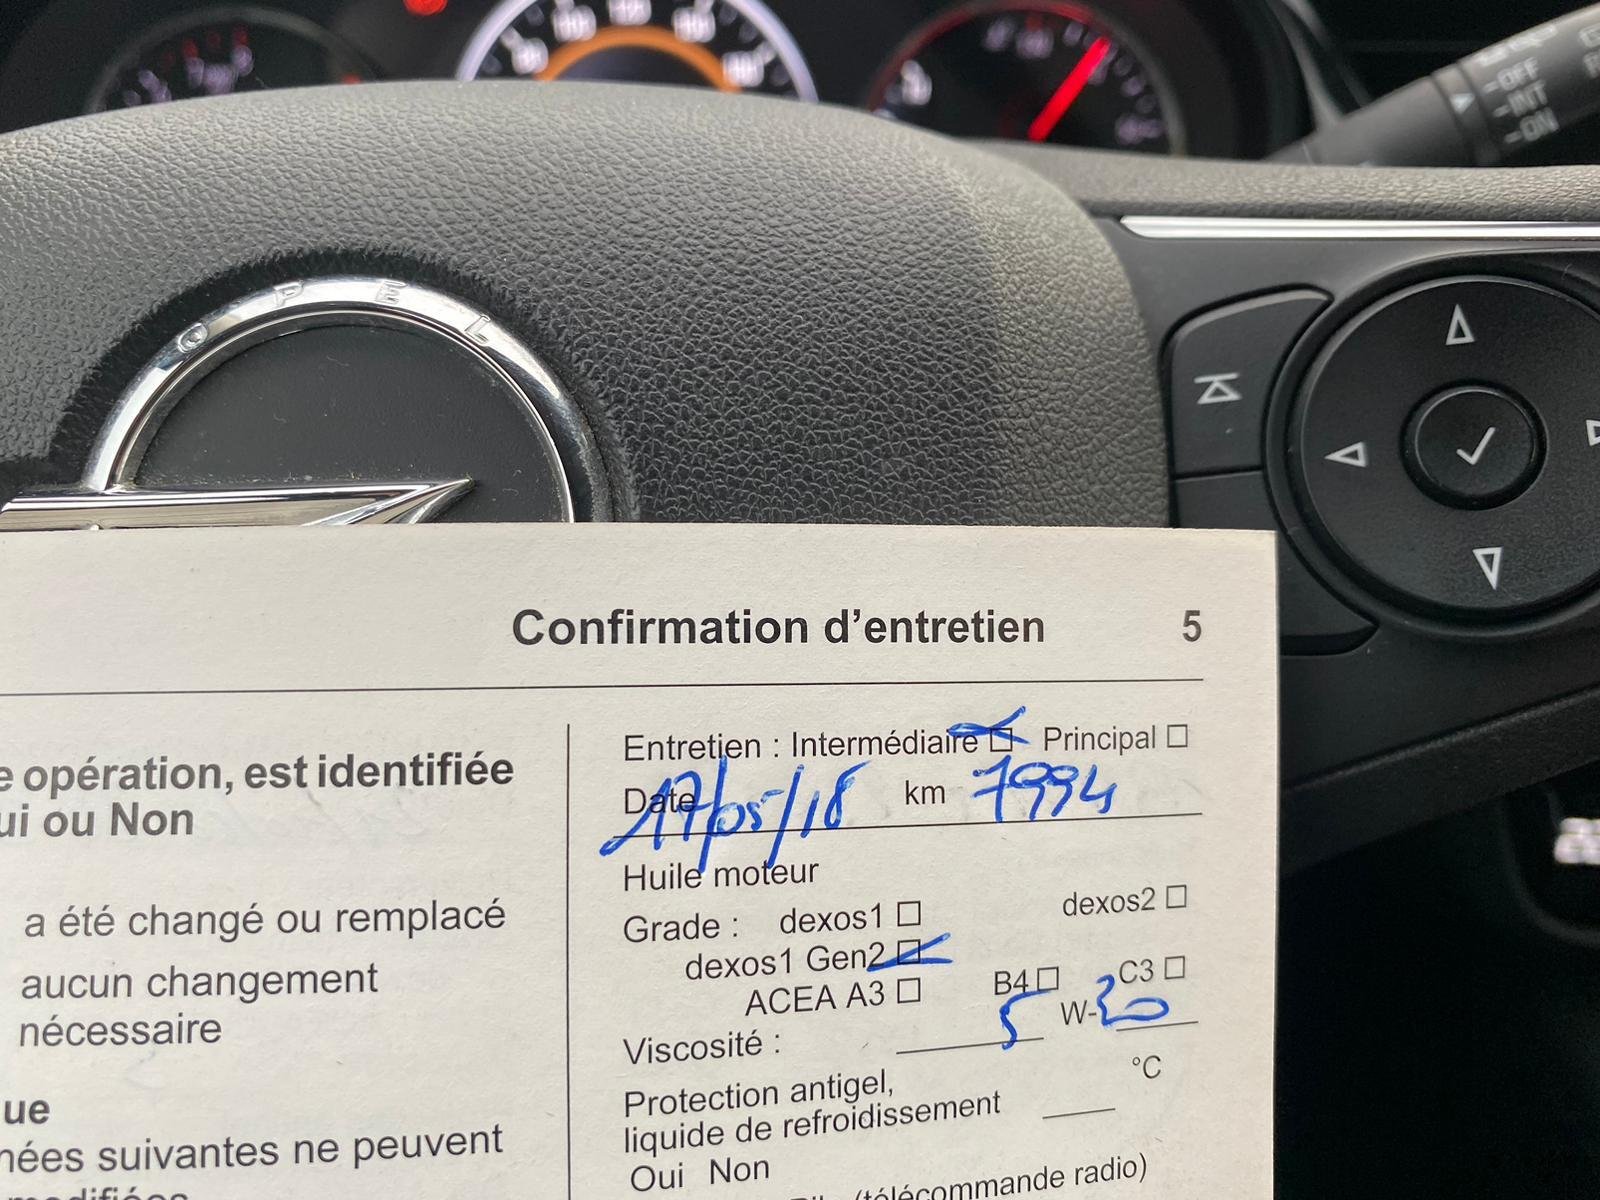 OFF
INT
ON
OPEL
Confirmation d'entretien 5
e opération, est identifiée
ui ou Non
a été changé ou remplacé
aucun changement
nécessaire
ue
nées suivantes ne peuvent
modifiées
Entretien : Intermédiaire ☐ Principal ☐
Date 17/05/18 km 7994
Huile moteur
Grade : dexos1 ☐ dexos2 ☐
dexos1 Gen2 ☐
ACEA A3 ☐ B4 ☐ C3 ☐
Viscosité : 5 W-30
Protection antigel, °C
liquide de refroidissement
Oui Non
(télécommande radio)